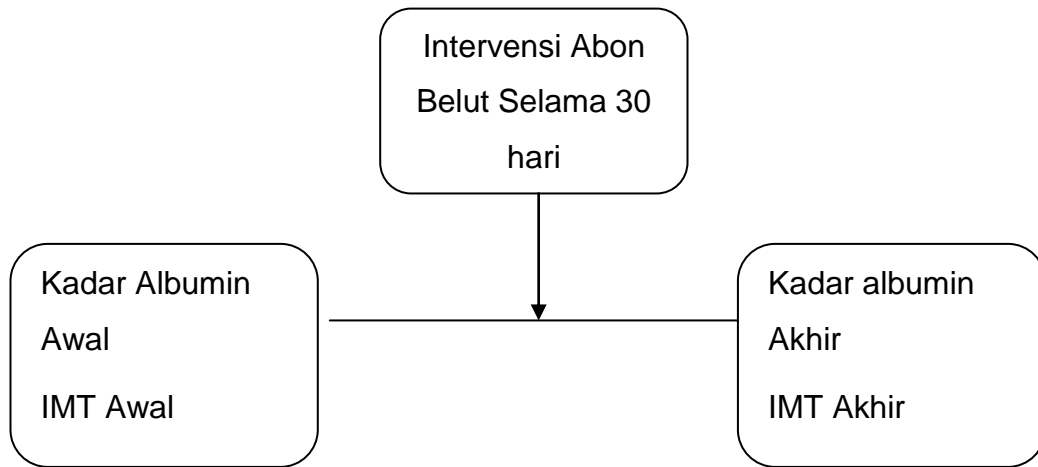 Intervensi Abon
Belut Selama 30
hari
Kadar Albumin
Awal
IMT Awal
Kadar albumin
Akhir
IMT Akhir